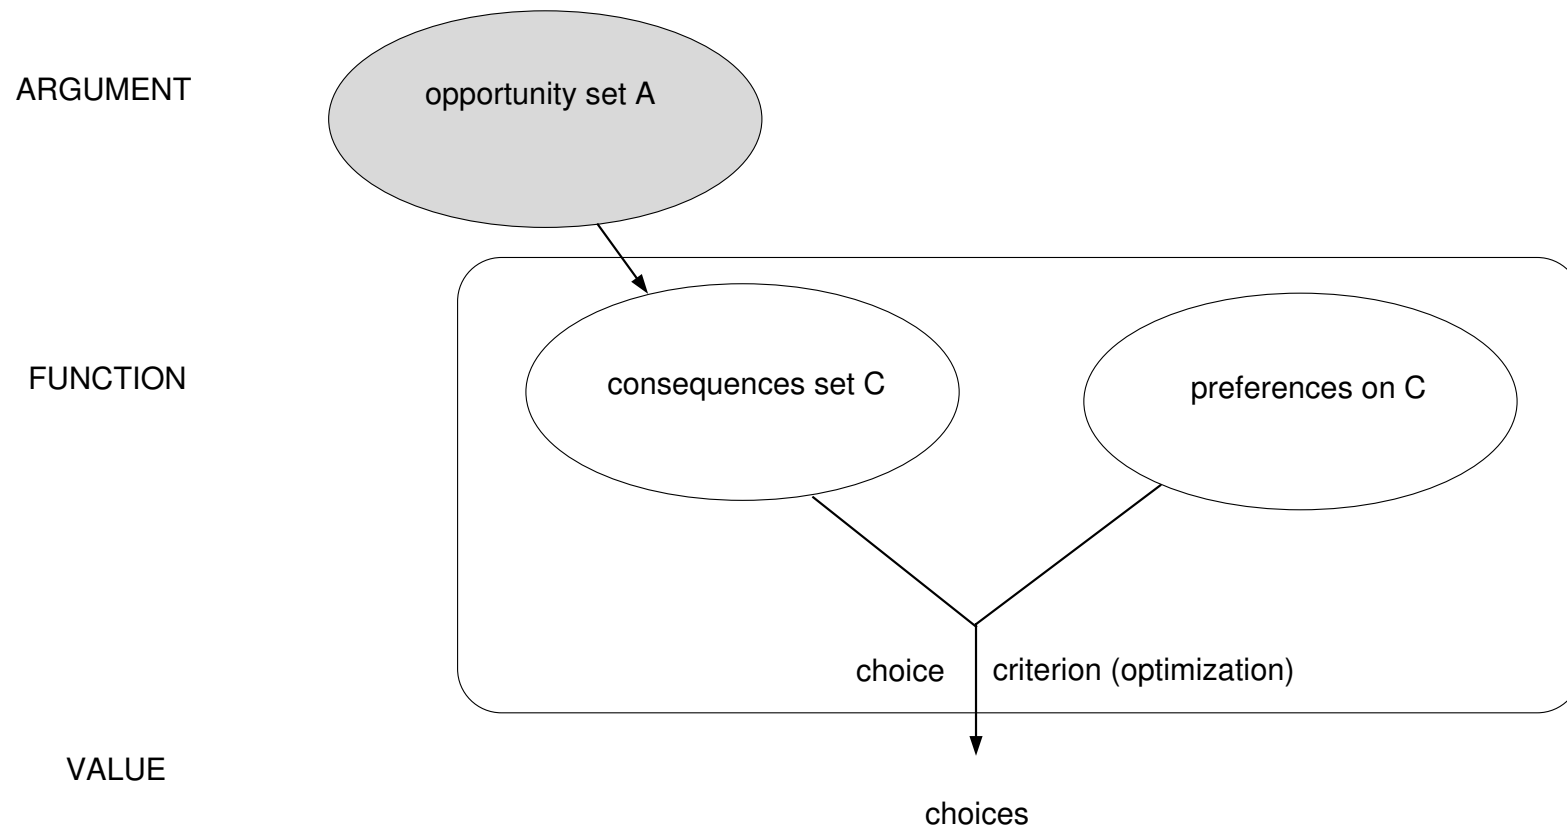 ARGUMENT
opportunity set A
FUNCTION
consequences set C
preferences on C
choice criterion (optimization)
VALUE
choices